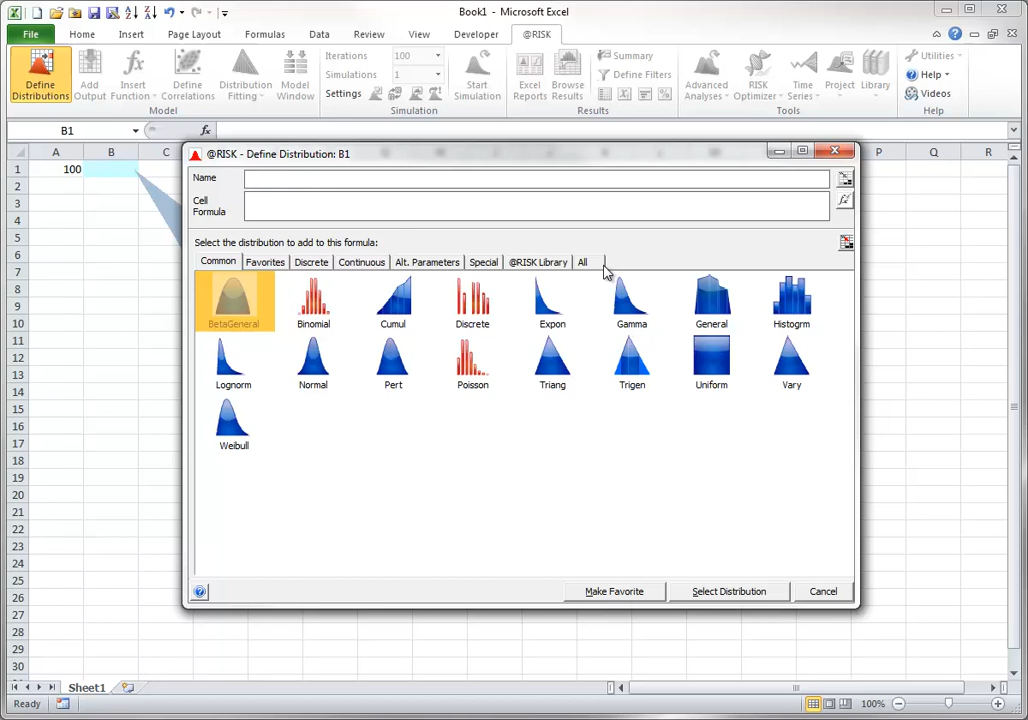 Book1 - Microsoft Excel
File Home Insert Page Layout Formulas Data Review View Developer @RISK
Define Distributions
Add Output
Insert Function
Define Correlations
Distribution Fitting
Model Window
Model
Iterations 100
Simulations 1
Settings
Start Simulation
Simulation
Excel Reports
Browse Results
Summary
Define Filters
Results
Advanced Analyses
RISK Optimizer
Time Series
Project
Library
Tools
Utilities
Help
Videos
Help
B1 fx
A B C P Q R
1 100
2
3
4
5
6
7
8
9
10
11
12
13
14
15
16
17
18
19
20
21
22
23
24
25
26
27
28
29
30
@RISK - Define Distribution: B1
Name
Cell Formula
Select the distribution to add to this formula:
Common Favorites Discrete Continuous Alt. Parameters Special @RISK Library All
BetaGeneral Binomial Cumul Discrete Expon Gamma General Histogrm
Lognorm Normal Pert Poisson Triang Trigen Uniform Vary
Weibull
Make Favorite Select Distribution Cancel
Sheet1
Ready 100%